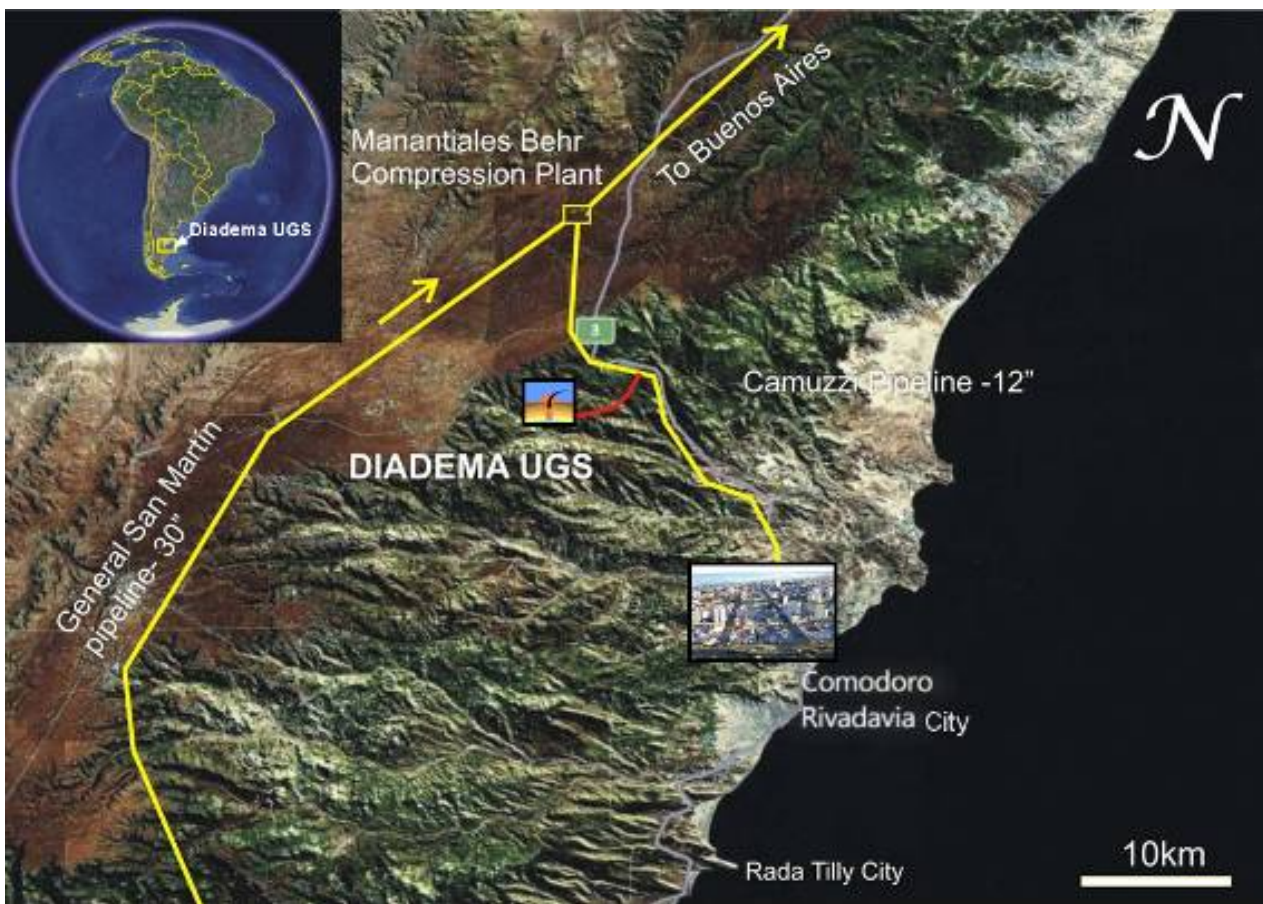 Diadema UGS
Manantiales Behr
Compression Plant
To Buenos Aires
N
3
Camuzzi Pipeline -12”
DIADEMA UGS
General San Martín
pipeline- 30”
Comodoro
Rivadavia City
Rada Tilly City
10km